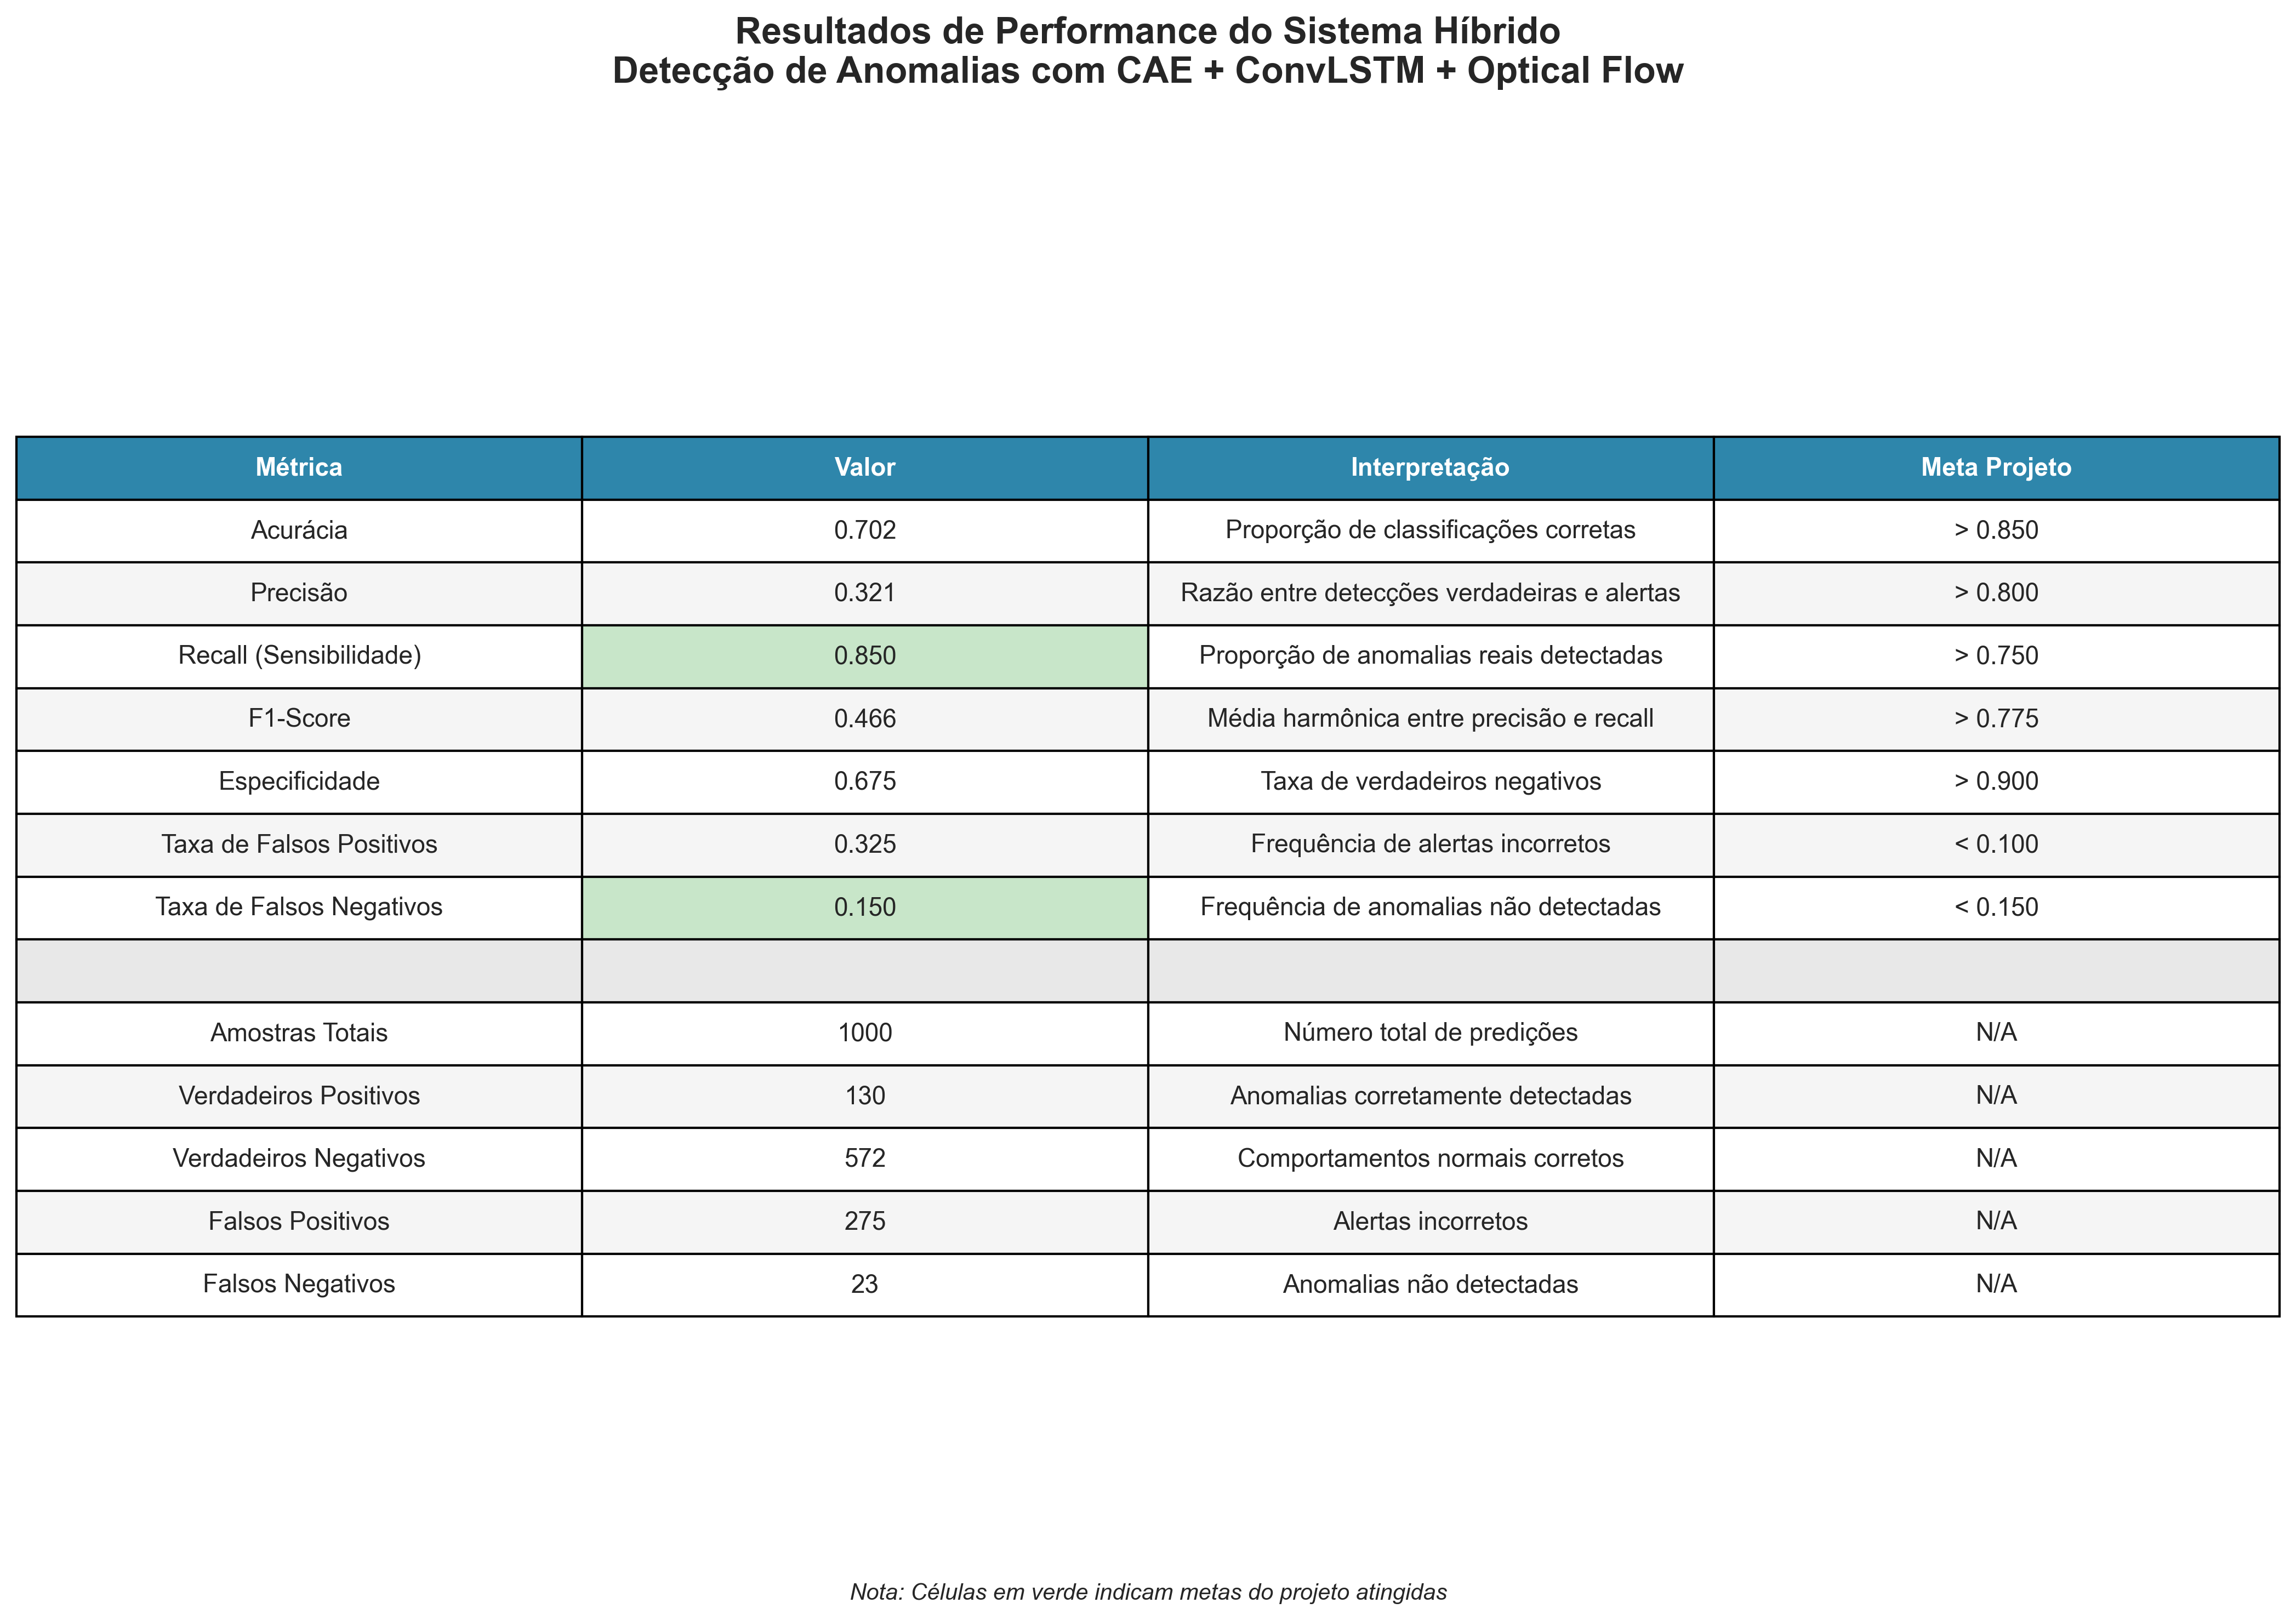 Resultados de Performance do Sistema Híbrido
Detecção de Anomalias com CAE + ConvLSTM + Optical Flow
Métrica Valor Interpretação Meta Projeto
Acurácia 0.702 Proporção de classificações corretas > 0.850
Precisão 0.321 Razão entre detecções verdadeiras e alertas > 0.800
Recall (Sensibilidade) 0.850 Proporção de anomalias reais detectadas > 0.750
F1-Score 0.466 Média harmônica entre precisão e recall > 0.775
Especificidade 0.675 Taxa de verdadeiros negativos > 0.900
Taxa de Falsos Positivos 0.325 Frequência de alertas incorretos < 0.100
Taxa de Falsos Negativos 0.150 Frequência de anomalias não detectadas < 0.150
Amostras Totais 1000 Número total de predições N/A
Verdadeiros Positivos 130 Anomalias corretamente detectadas N/A
Verdadeiros Negativos 572 Comportamentos normais corretos N/A
Falsos Positivos 275 Alertas incorretos N/A
Falsos Negativos 23 Anomalias não detectadas N/A
Nota: Células em verde indicam metas do projeto atingidas